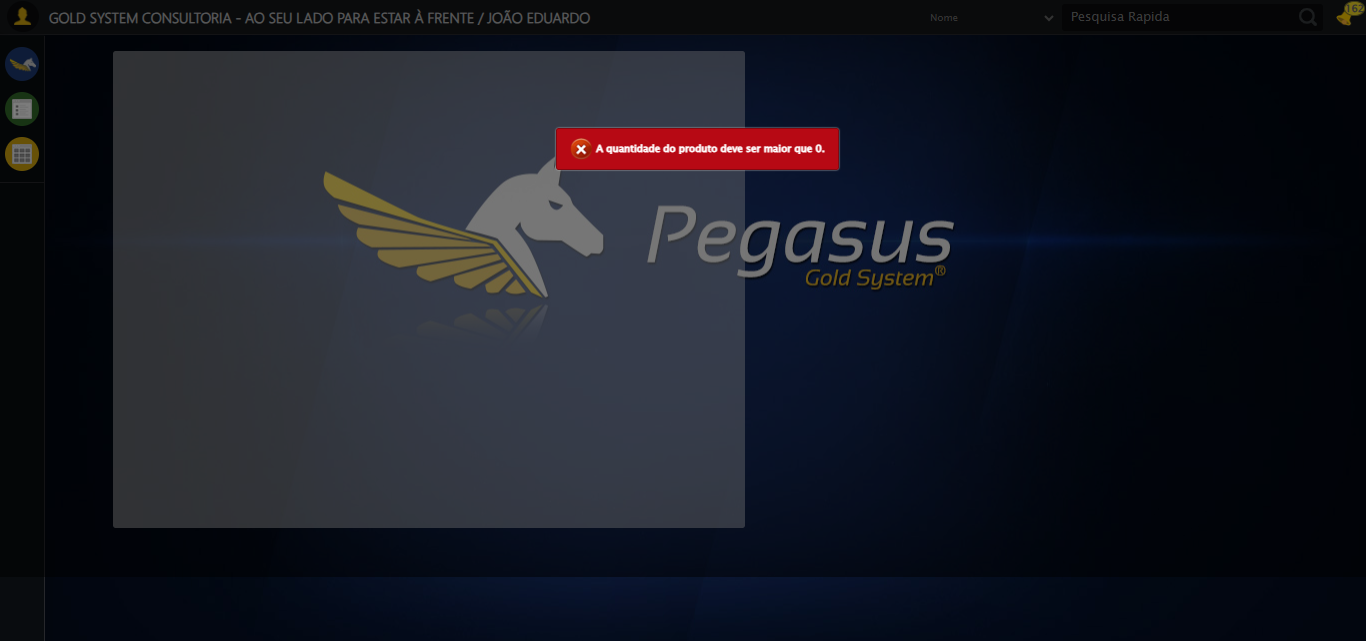 GOLD SYSTEM CONSULTORIA - AO SEU LADO PARA ESTAR À FRENTE / JOÃO EDUARDO
Nome
Pesquisa Rapida
162
A quantidade do produto deve ser maior que 0.
Pegasus
Gold System®